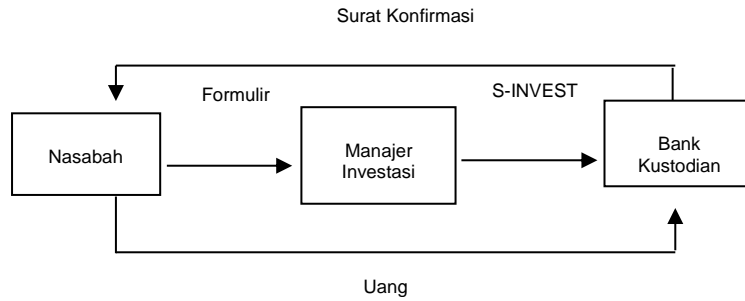 Surat Konfirmasi
Formulir
S-INVEST
Nasabah
Manajer
Investasi
Bank
Kustodian
Uang